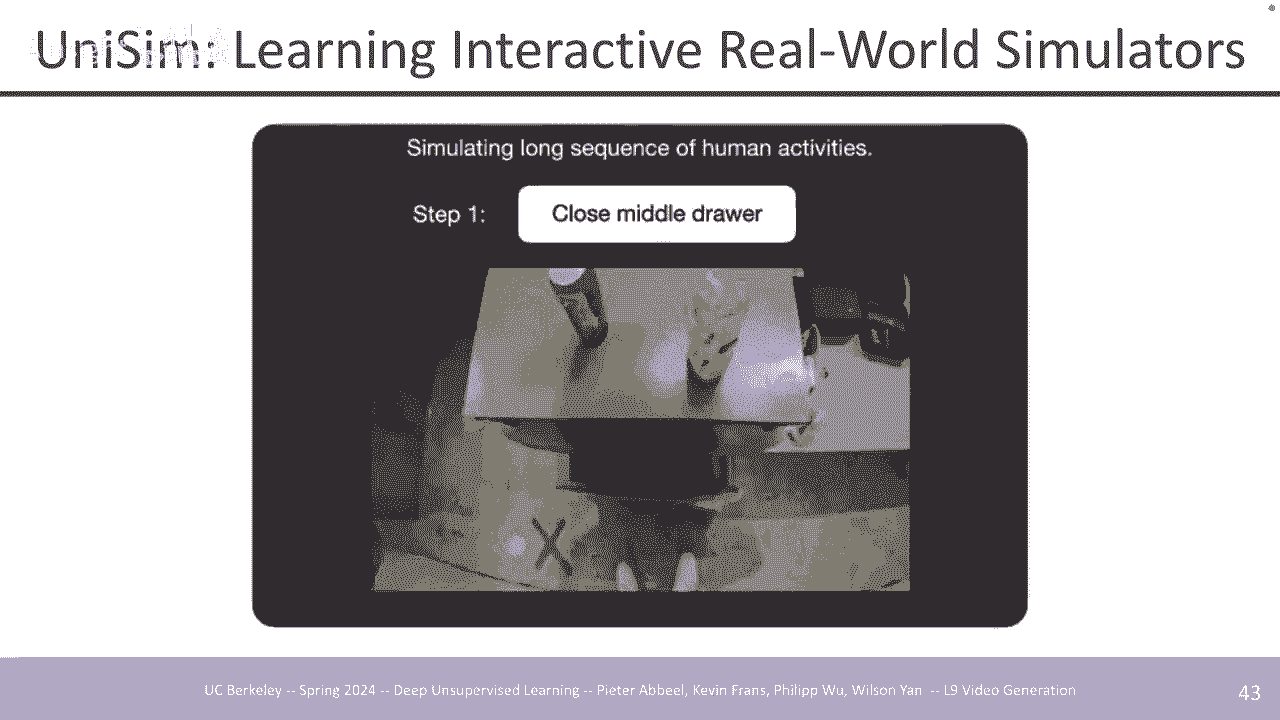 UniSim: Learning Interactive Real-World Simulators
Simulating long sequence of human activities.
Step 1: Close middle drawer
UC Berkeley -- Spring 2024 -- Deep Unsupervised Learning -- Pieter Abbeel, Kevin Frans, Philipp Wu, Wilson Yan -- L9 Video Generation
43